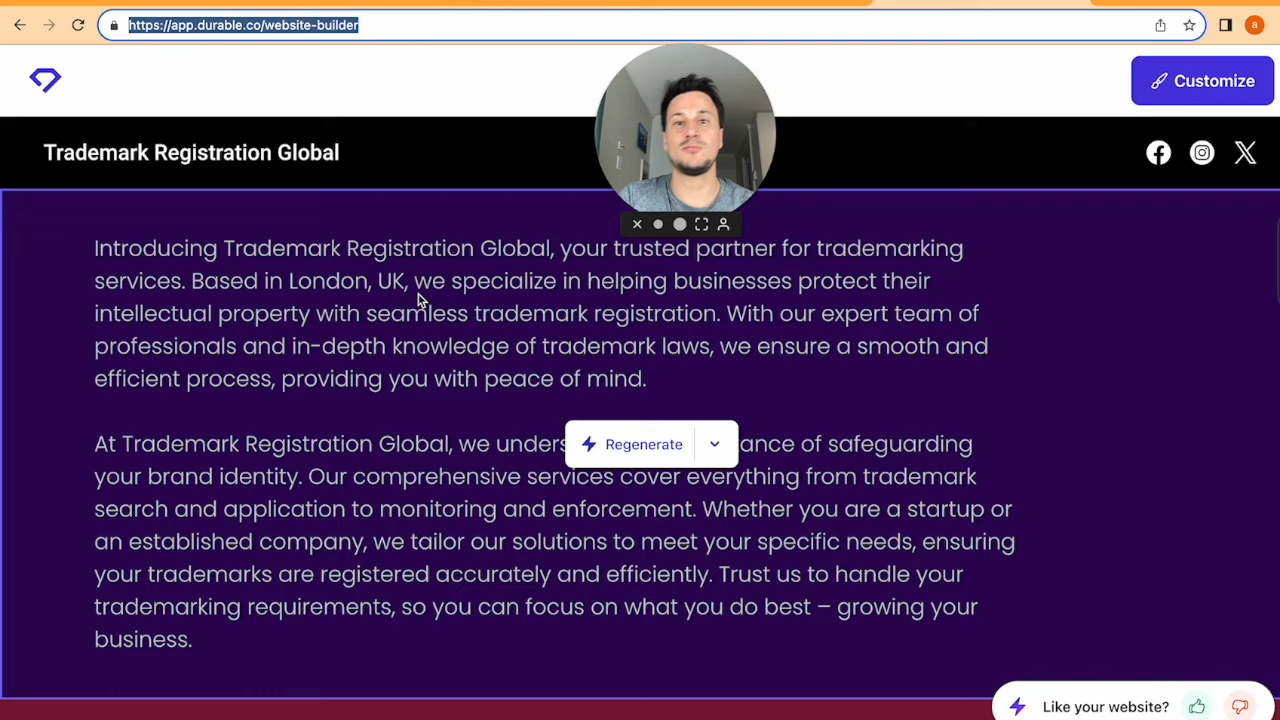 https://app.durable.co/website-builder
a
Customize
Trademark Registration Global
Introducing Trademark Registration Global, your trusted partner for trademarking
services. Based in London, UK, we specialize in helping businesses protect their
intellectual property with seamless trademark registration. With our expert team of
professionals and in-depth knowledge of trademark laws, we ensure a smooth and
efficient process, providing you with peace of mind.
At Trademark Registration Global, we unders
Regenerate
ance of safeguarding
your brand identity. Our comprehensive services cover everything from trademark
search and application to monitoring and enforcement. Whether you are a startup or
an established company, we tailor our solutions to meet your specific needs, ensuring
your trademarks are registered accurately and efficiently. Trust us to handle your
trademarking requirements, so you can focus on what you do best – growing your
business.
Like your website?